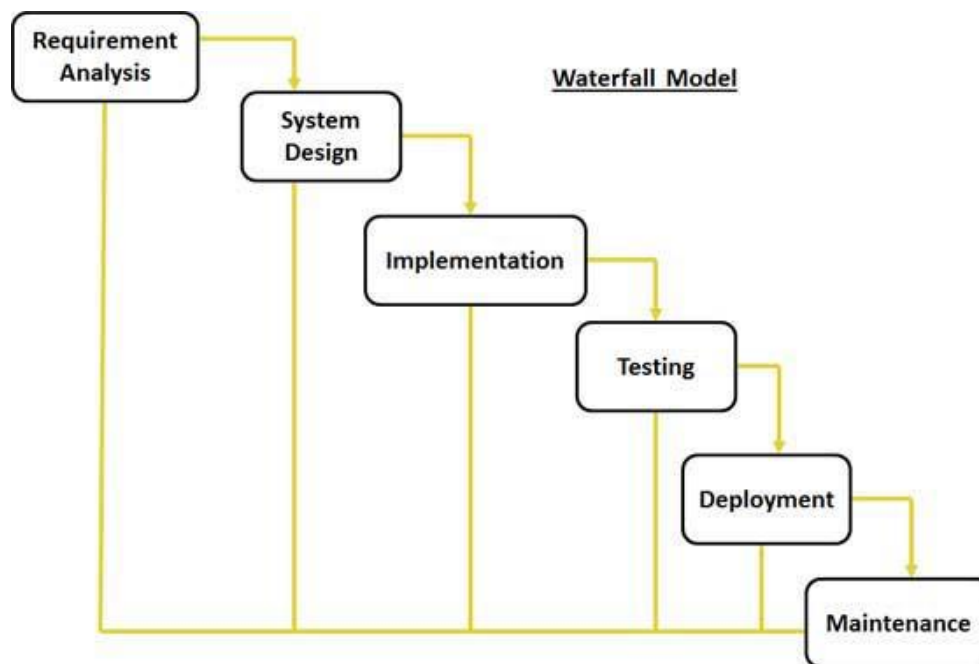 Requirement
Analysis
Waterfall Model
System
Design
Implementation
Testing
Deployment
Maintenance